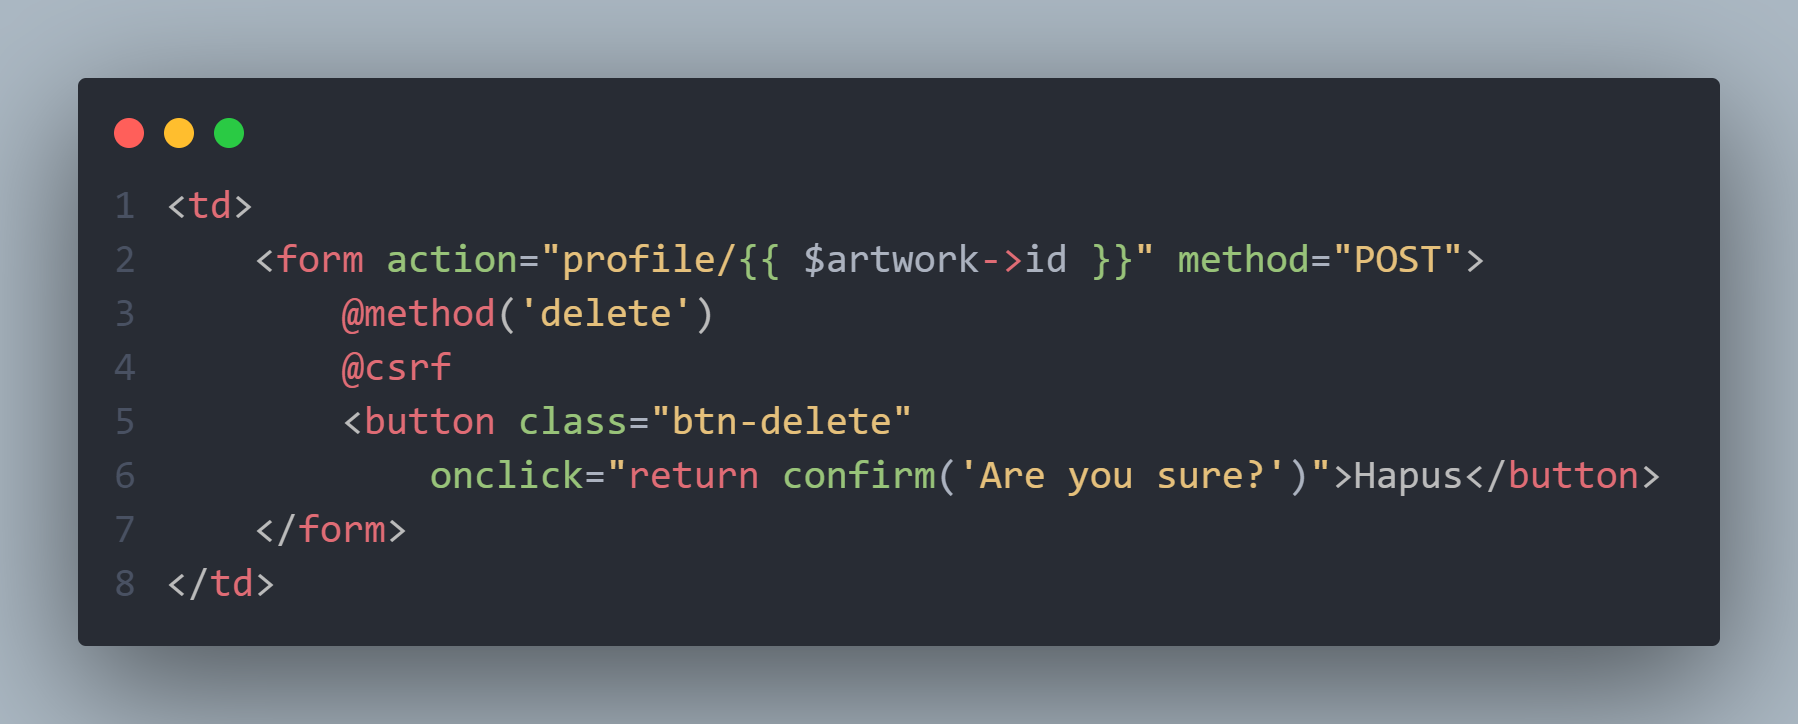 1 <td>
2     <form action="profile/{{ $artwork->id }}" method="POST">
3         @method('delete')
4         @csrf
5         <button class="btn-delete"
6             onclick="return confirm('Are you sure?')">Hapus</button>
7     </form>
8 </td>